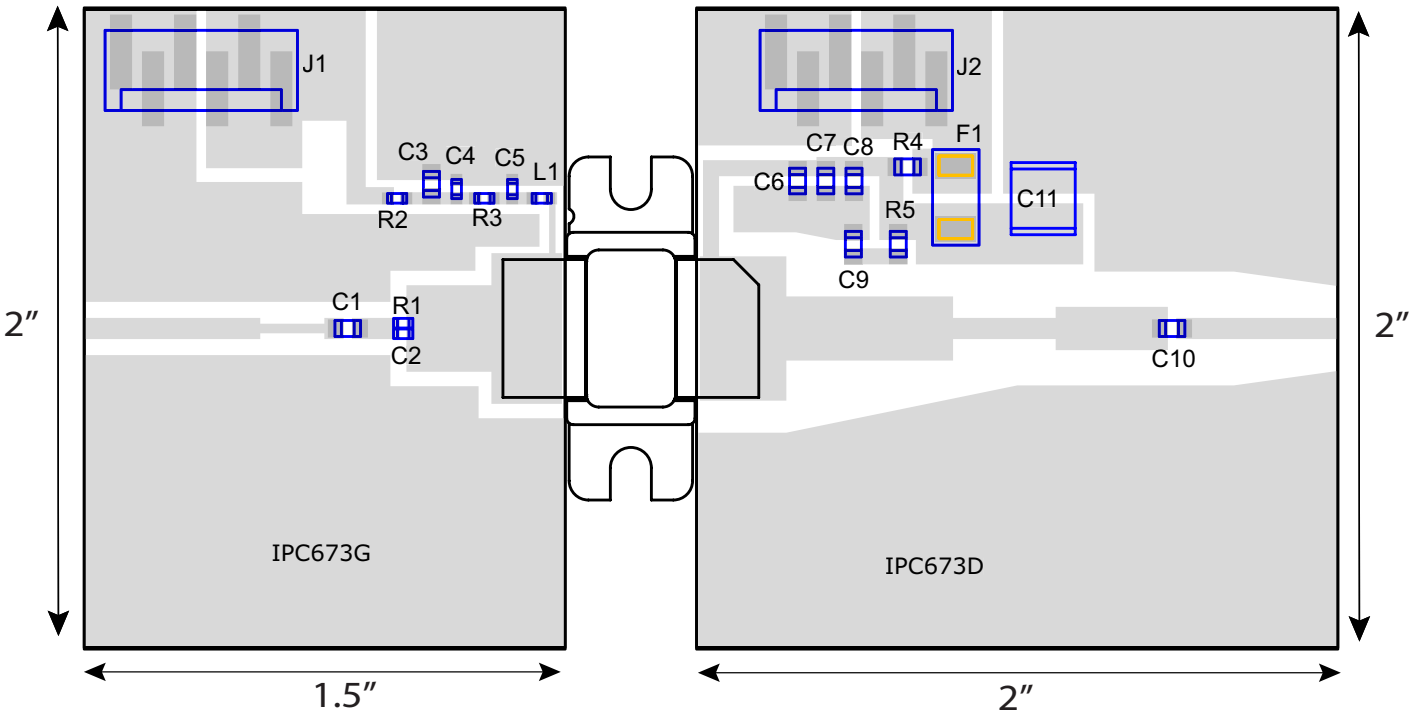 J1
J2
C3
C4
C5
L1
R2
R3
C7
C8
R4
F1
C6
C11
R5
C9
2”
C1
R1
C2
C10
2”
IPC673G
IPC673D
1.5”
2”